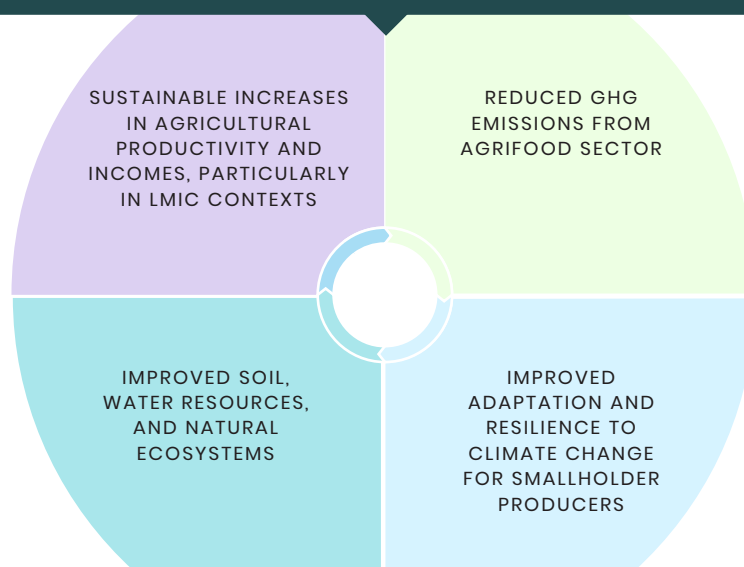 SUSTAINABLE INCREASES
IN AGRICULTURAL
PRODUCTIVITY AND
INCOMES, PARTICULARLY
IN LMIC CONTEXTS
REDUCED GHG
EMISSIONS FROM
AGRIFOOD SECTOR
IMPROVED SOIL,
WATER RESOURCES,
AND NATURAL
ECOSYSTEMS
IMPROVED
ADAPTATION AND
RESILIENCE TO
CLIMATE CHANGE
FOR SMALLHOLDER
PRODUCERS